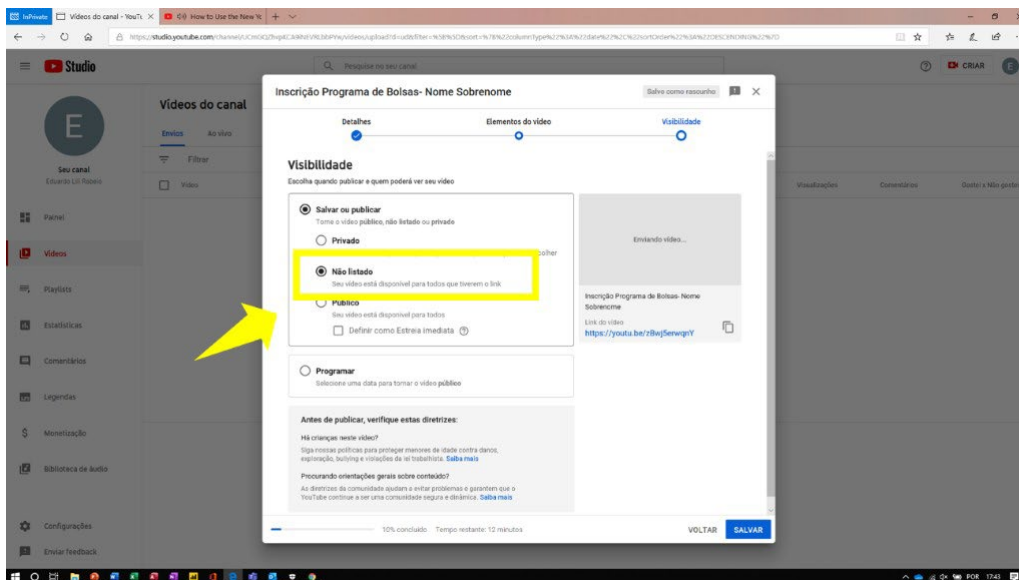 InPrivate
Vídeos do canal - YouTu
How to Use the New Yo
Studio
Pesquise no seu canal
CRIAR
E
Seu canal
Painel
Vídeos
Playlists
Estatísticas
Comentários
Legendas
Monetização
Biblioteca de áudio
Configurações
Enviar feedback
Vídeos do canal
Envios
Ao vivo
Filtrar
Vídeo
Visualizações
Comentários
Inscrição Programa de Bolsas- Nome Sobrenome
Salvo como rascunho
Detalhes
Elementos do vídeo
Visibilidade
Visibilidade
Escolha quando publicar e quem poderá ver seu vídeo
Salvar ou publicar
Torne o vídeo público, não listado ou privado
Privado
Não listado
Seu vídeo está disponível para todos que tiverem o link
Público
Seu vídeo está disponível para todos
Definir como Estreia imediata
Programar
Selecione uma data para tornar o vídeo público
Antes de publicar, verifique estas diretrizes:
Há crianças neste vídeo?
Siga nossas políticas para proteger menores de idade contra danos,
exploração, bullying e violações da lei trabalhista. Saiba mais
Procurando orientações gerais sobre conteúdo?
As diretrizes da comunidade ajudam a evitar problemas e garantem que o
YouTube continue a ser uma comunidade segura e dinâmica. Saiba mais
Enviando vídeo...
Inscrição Programa de Bolsas- Nome
Sobrenome
Link do vídeo
10% concluído. Tempo restante: 12 minutos
VOLTAR
SALVAR
POR
17:43